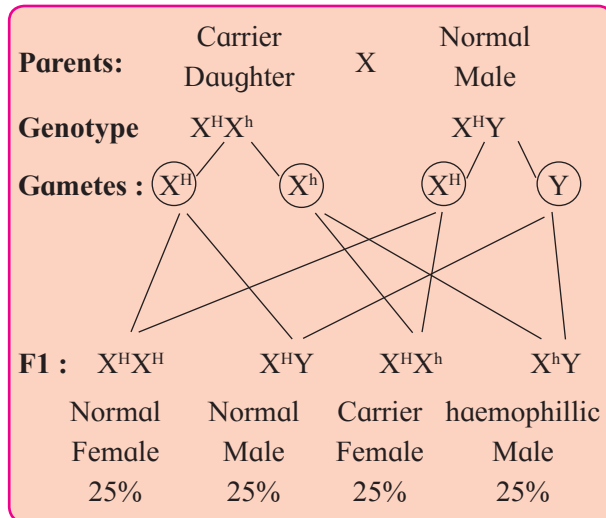 Carrier Normal
Parents: X
Daughter Male
Genotype XᴴXʰ XᴴY
Gametes : Xᴴ Xʰ Xᴴ Y
F1 : XᴴXᴴ XᴴY XᴴXʰ XʰY
Normal Normal Carrier haemophillic
Female Male Female Male
25% 25% 25% 25%